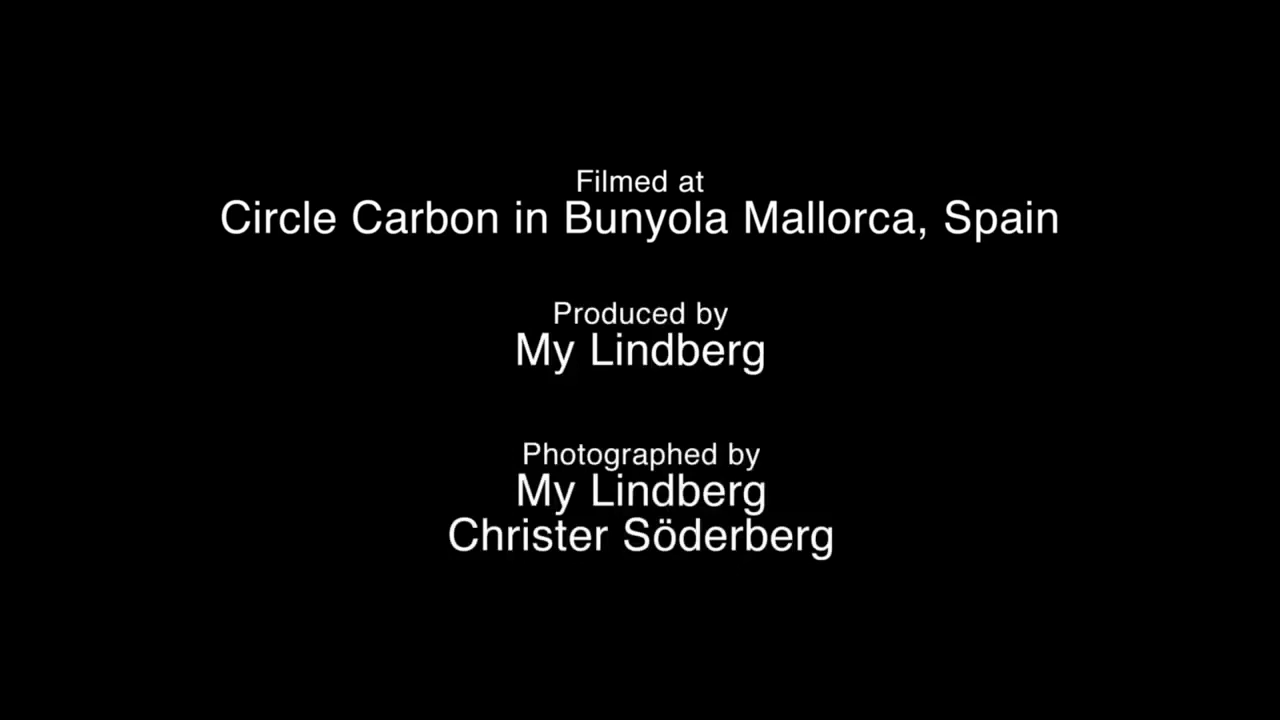 Filmed at
Circle Carbon in Bunyola Mallorca, Spain
Produced by
My Lindberg
Photographed by
My Lindberg
Christer Söderberg